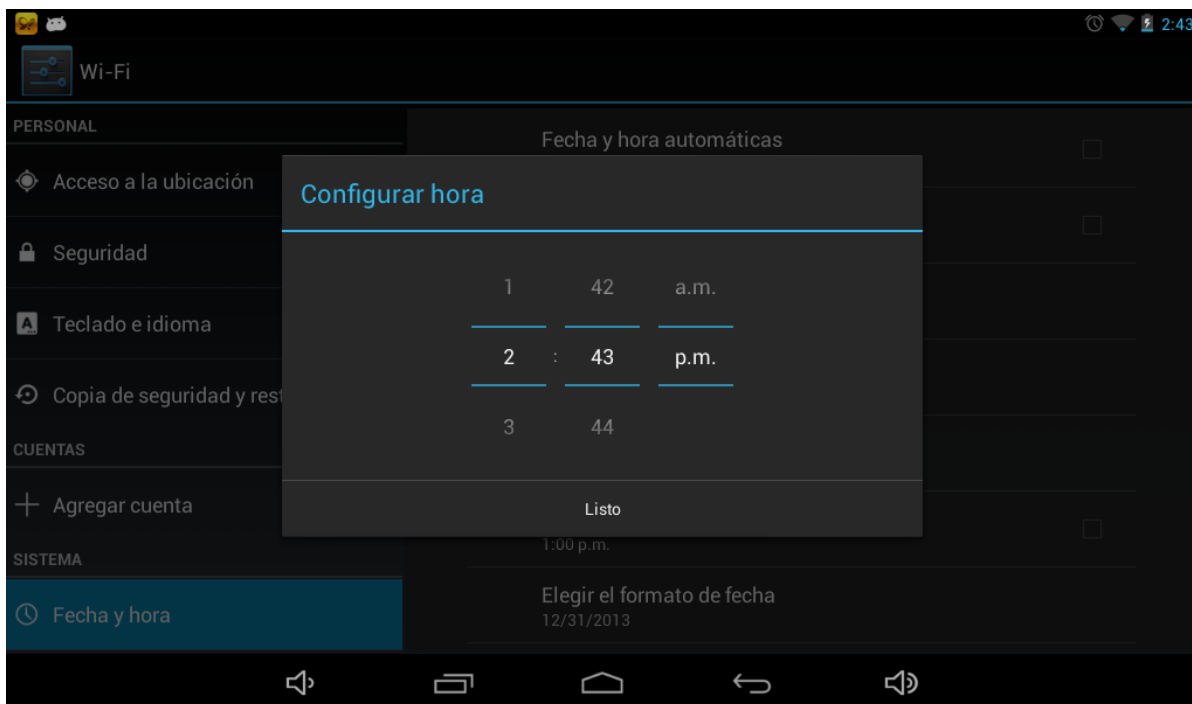 2:43
Wi-Fi
PERSONAL
Acceso a la ubicación
Seguridad
Teclado e idioma
Copia de seguridad y rest
CUENTAS
Agregar cuenta
SISTEMA
Fecha y hora
Fecha y hora automáticas
Configurar hora
1 42 a.m.
2 : 43 p.m.
3 44
Listo
1:00 p.m.
Elegir el formato de fecha
12/31/2013